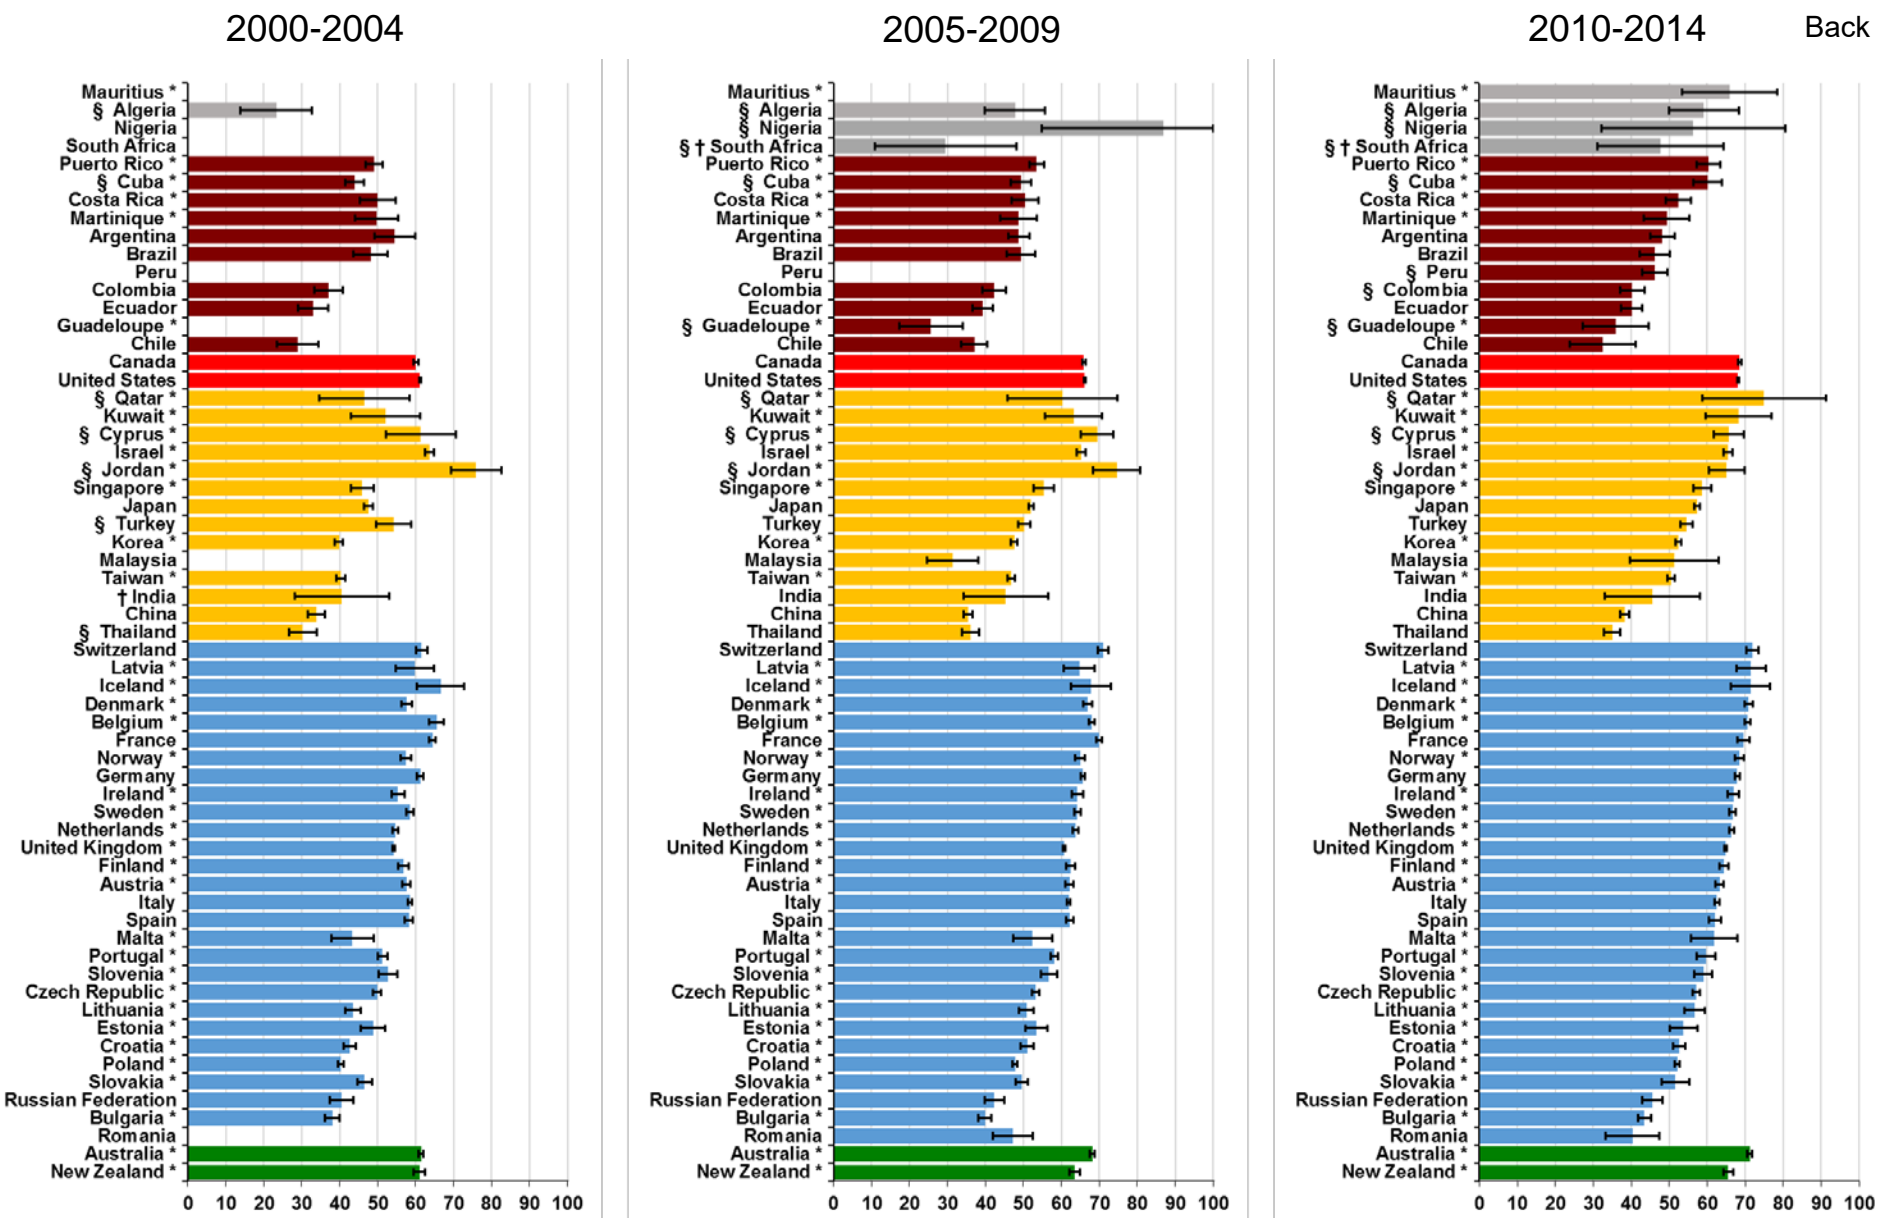 2000-2004
Mauritius *
§ Algeria
Nigeria
South Africa
Puerto Rico *
§ Cuba *
Costa Rica *
Martinique *
Argentina
Brazil
Peru
Colombia
Ecuador
Guadeloupe *
Chile
Canada
United States
§ Qatar *
Kuwait *
§ Cyprus *
Israel *
§ Jordan *
Singapore *
Japan
§ Turkey
Korea *
Malaysia
Taiwan *
† India
China
§ Thailand
Switzerland
Latvia *
Iceland *
Denmark *
Belgium *
France
Norway *
Germany
Ireland *
Sweden *
Netherlands *
United Kingdom *
Finland *
Austria *
Italy
Spain
Malta *
Portugal *
Slovenia *
Czech Republic *
Lithuania *
Estonia *
Croatia *
Poland *
Slovakia *
Russian Federation
Bulgaria *
Romania
Australia *
New Zealand *
0 10 20 30 40 50 60 70 80 90 100
2005-2009
Mauritius *
§ Algeria
§ Nigeria
§ † South Africa
Puerto Rico *
§ Cuba *
Costa Rica *
Martinique *
Argentina
Brazil
Peru
Colombia
Ecuador
§ Guadeloupe *
Chile
Canada
United States
§ Qatar *
Kuwait *
§ Cyprus *
Israel *
§ Jordan *
Singapore *
Japan
Turkey
Korea *
Malaysia
Taiwan *
India
China
Thailand
Switzerland
Latvia *
Iceland *
Denmark *
Belgium *
France
Norway *
Germany
Ireland *
Sweden *
Netherlands *
United Kingdom *
Finland *
Austria *
Italy
Spain
Malta *
Portugal *
Slovenia *
Czech Republic *
Lithuania *
Estonia *
Croatia *
Poland *
Slovakia *
Russian Federation
Bulgaria *
Romania
Australia *
New Zealand *
0 10 20 30 40 50 60 70 80 90 100
2010-2014
Back
Mauritius *
§ Algeria
§ Nigeria
§ † South Africa
Puerto Rico *
§ Cuba *
Costa Rica *
Martinique *
Argentina
Brazil
§ Peru
§ Colombia
Ecuador
§ Guadeloupe *
Chile
Canada
United States
§ Qatar *
Kuwait *
§ Cyprus *
Israel *
§ Jordan *
Singapore *
Japan
Turkey
Korea *
Malaysia
Taiwan *
India
China
Thailand
Switzerland
Latvia *
Iceland *
Denmark *
Belgium *
France
Norway *
Germany
Ireland *
Sweden *
Netherlands *
United Kingdom *
Finland *
Austria *
Italy
Spain
Malta *
Portugal *
Slovenia *
Czech Republic *
Lithuania *
Estonia *
Croatia *
Poland *
Slovakia *
Russian Federation
Bulgaria *
Romania
Australia *
New Zealand *
0 10 20 30 40 50 60 70 80 90 100